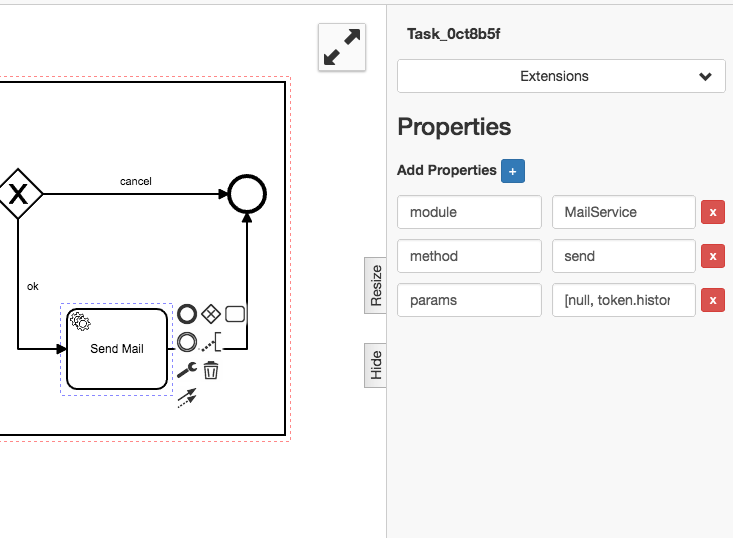 cancel
ok
Send Mail
Resize
Hide
Task_0ct8b5f
Extensions
Properties
Add Properties +
module MailService x
method send x
params [null, token.histor x